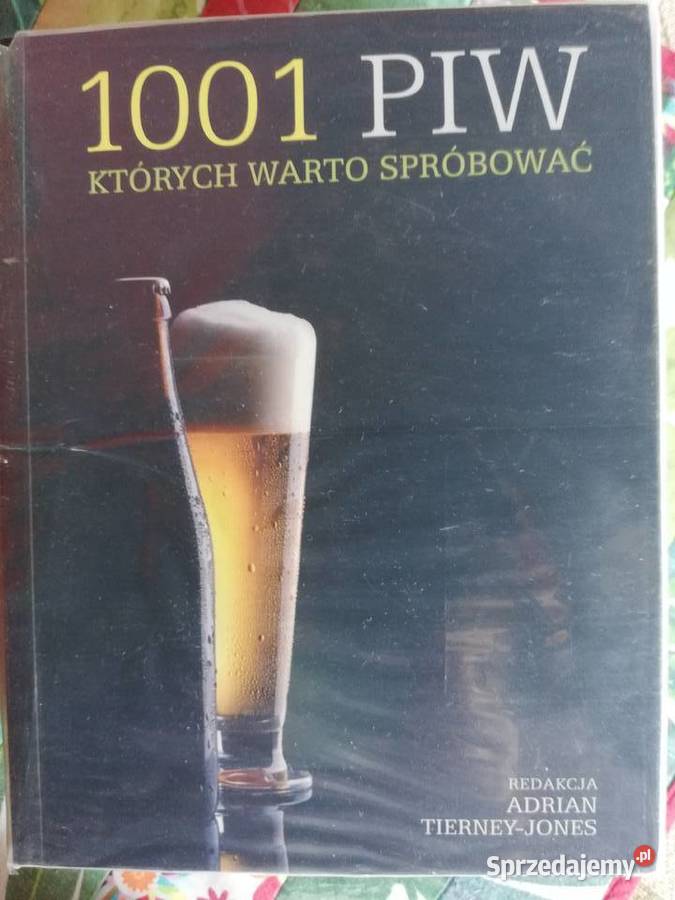 1001 PIW
KTÓRYCH WARTO SPRÓBOWAĆ
REDAKCJA
ADRIAN
TIERNEY-JONES
Sprzedajemy.pl